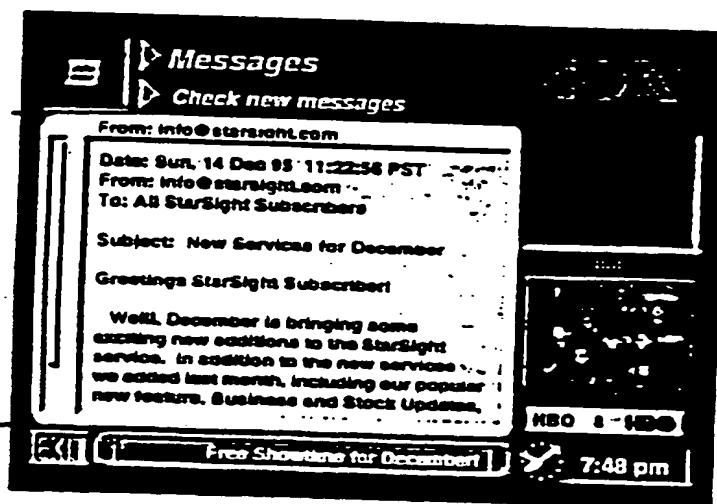 Messages
Check new messages
From: info@starsight.com
Date: Sun, 14 Dec 95 11:22:56 PST
From: info@starsight.com
To: All StarSight Subscribers
Subject: New Services for December
Greetings StarSight Subscriber!
Well, December is bringing some
exciting new additions to the StarSight
service. In addition to the new services
we added last month, including our popular
new feature, Business and Stock Updates,
HBO 8 HBO
EXIT
Free Showtime for December!
7:48 pm